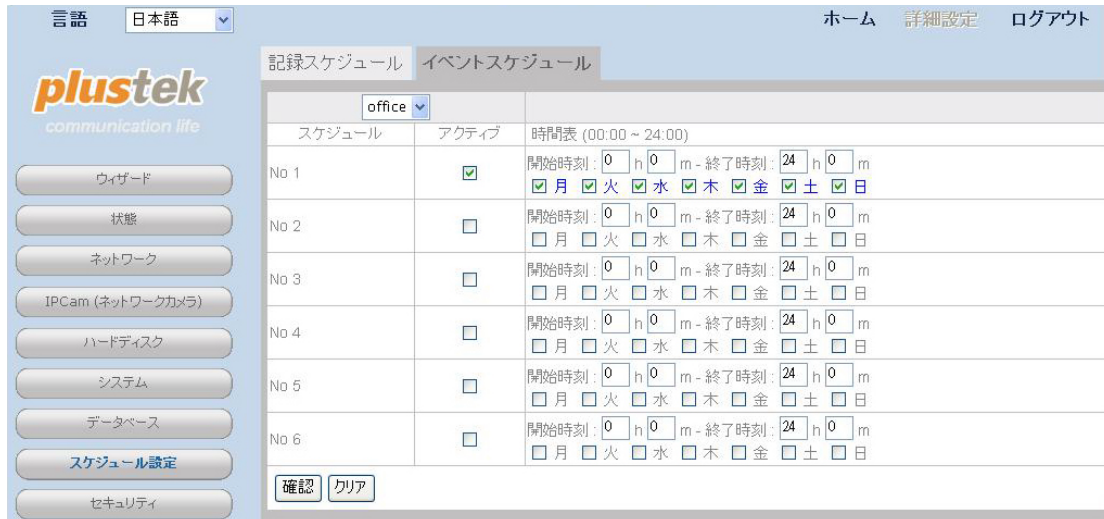 言語 日本語 ホーム 詳細設定 ログアウト
plustek
communication life
記録スケジュール イベントスケジュール
ウィザード
状態
ネットワーク
IPCam (ネットワークカメラ)
ハードディスク
システム
データベース
スケジュール設定
セキュリティ
office
スケジュール アクティブ 時間表 (00:00 ~ 24:00)
No 1 開始時刻 : 0 h 0 m - 終了時刻 : 24 h 0 m
月 火 水 木 金 土 日
No 2 開始時刻 : 0 h 0 m - 終了時刻 : 24 h 0 m
月 火 水 木 金 土 日
No 3 開始時刻 : 0 h 0 m - 終了時刻 : 24 h 0 m
月 火 水 木 金 土 日
No 4 開始時刻 : 0 h 0 m - 終了時刻 : 24 h 0 m
月 火 水 木 金 土 日
No 5 開始時刻 : 0 h 0 m - 終了時刻 : 24 h 0 m
月 火 水 木 金 土 日
No 6 開始時刻 : 0 h 0 m - 終了時刻 : 24 h 0 m
月 火 水 木 金 土 日
確認 クリア